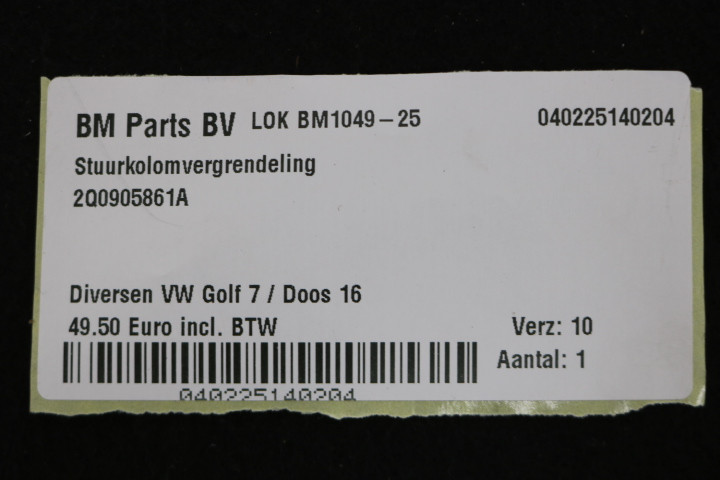 BM Parts BV LOK BM1049-25 040225140204
Stuurkolomvergrendeling
2Q0905861A
Diversen VW Golf 7 / Doos 16
49.50 Euro incl. BTW Verz: 10
Aantal: 1
040225140204